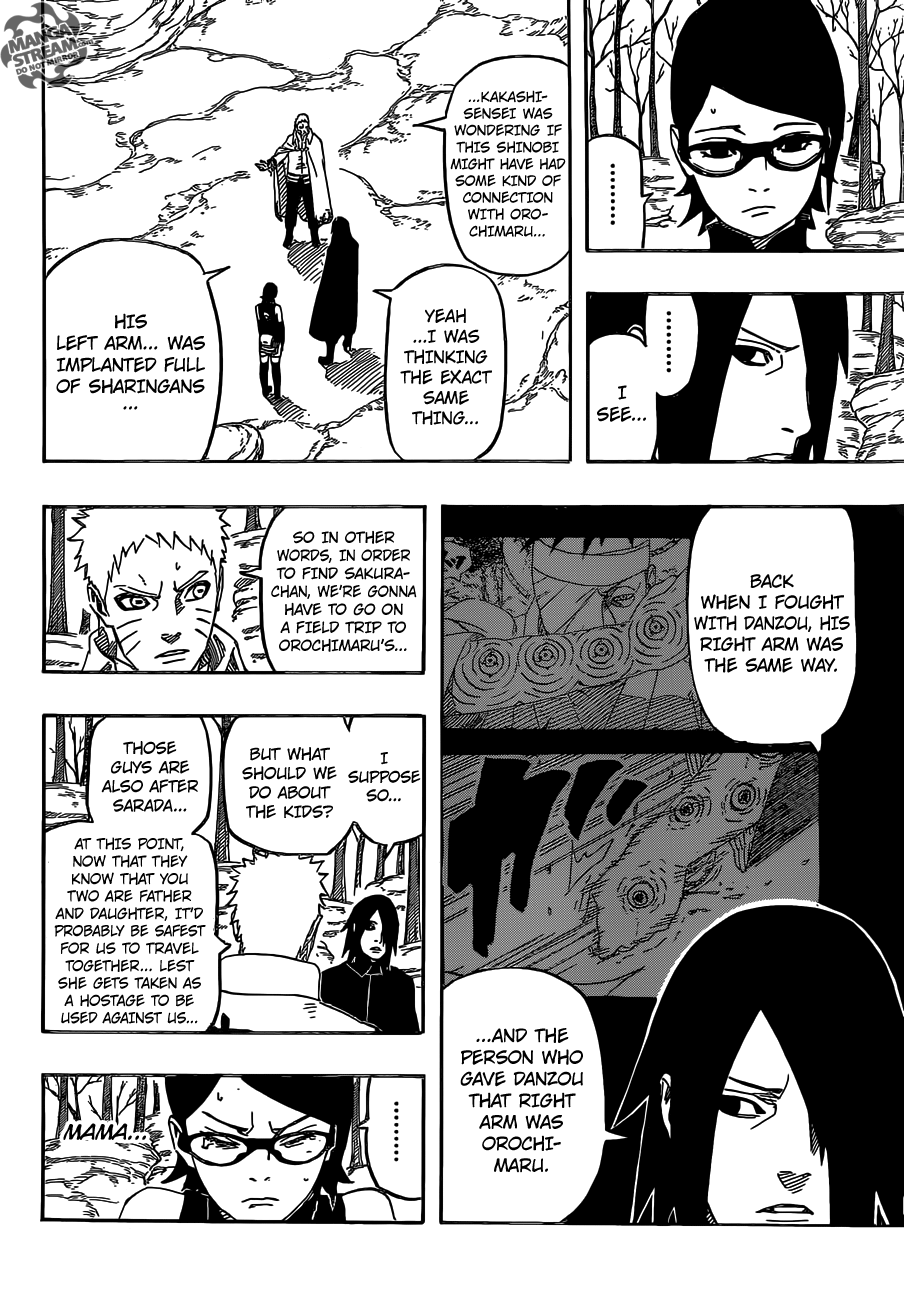 MANGA
STREAM.com
DO NOT MIRROR
.........
.........
I
SEE...
...KAKASHI-
SENSEI WAS
WONDERING IF
THIS SHINOBI
MIGHT HAVE HAD
SOME KIND OF
CONNECTION
WITH ORO-
CHIMARU...
YEAH
...I WAS
THINKING
THE EXACT
SAME
THING...
HIS
LEFT ARM... WAS
IMPLANTED FULL
OF SHARINGANS
...
BACK
WHEN I FOUGHT
WITH DANZOU, HIS
RIGHT ARM WAS
THE SAME WAY.
ガン
...AND THE
PERSON WHO
GAVE DANZOU
THAT RIGHT
ARM WAS
OROCHI-
MARU.
SO IN OTHER
WORDS, IN ORDER
TO FIND SAKURA-
CHAN, WE'RE GONNA
HAVE TO GO ON
A FIELD TRIP TO
OROCHIMARU'S...
I
SUPPOSE
SO...
BUT WHAT
SHOULD WE
DO ABOUT
THE KIDS?
THOSE
GUYS ARE
ALSO AFTER
SARADA...
AT THIS POINT,
NOW THAT THEY
KNOW THAT YOU
TWO ARE FATHER
AND DAUGHTER, IT'D
PROBABLY BE SAFEST
FOR US TO TRAVEL
TOGETHER... LEST
SHE GETS TAKEN AS
A HOSTAGE TO BE
USED AGAINST US...
.........
MAMA...